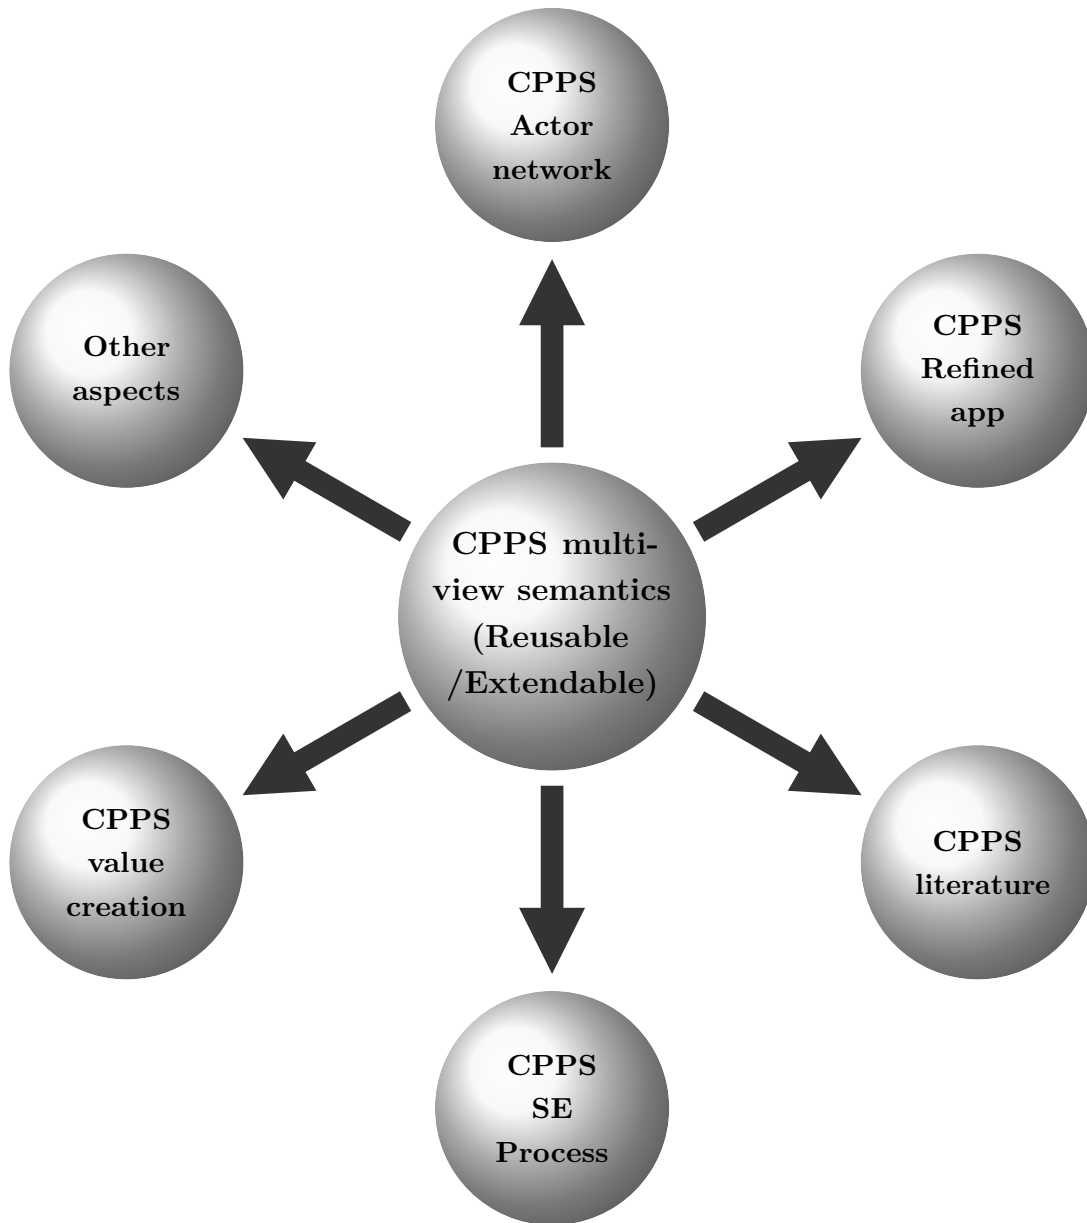 CPPS
Actor
network
Other
aspects
CPPS
Refined
app
CPPS multi-
view semantics
(Reusable
/Extendable)
CPPS
value
creation
CPPS
literature
CPPS
SE
Process